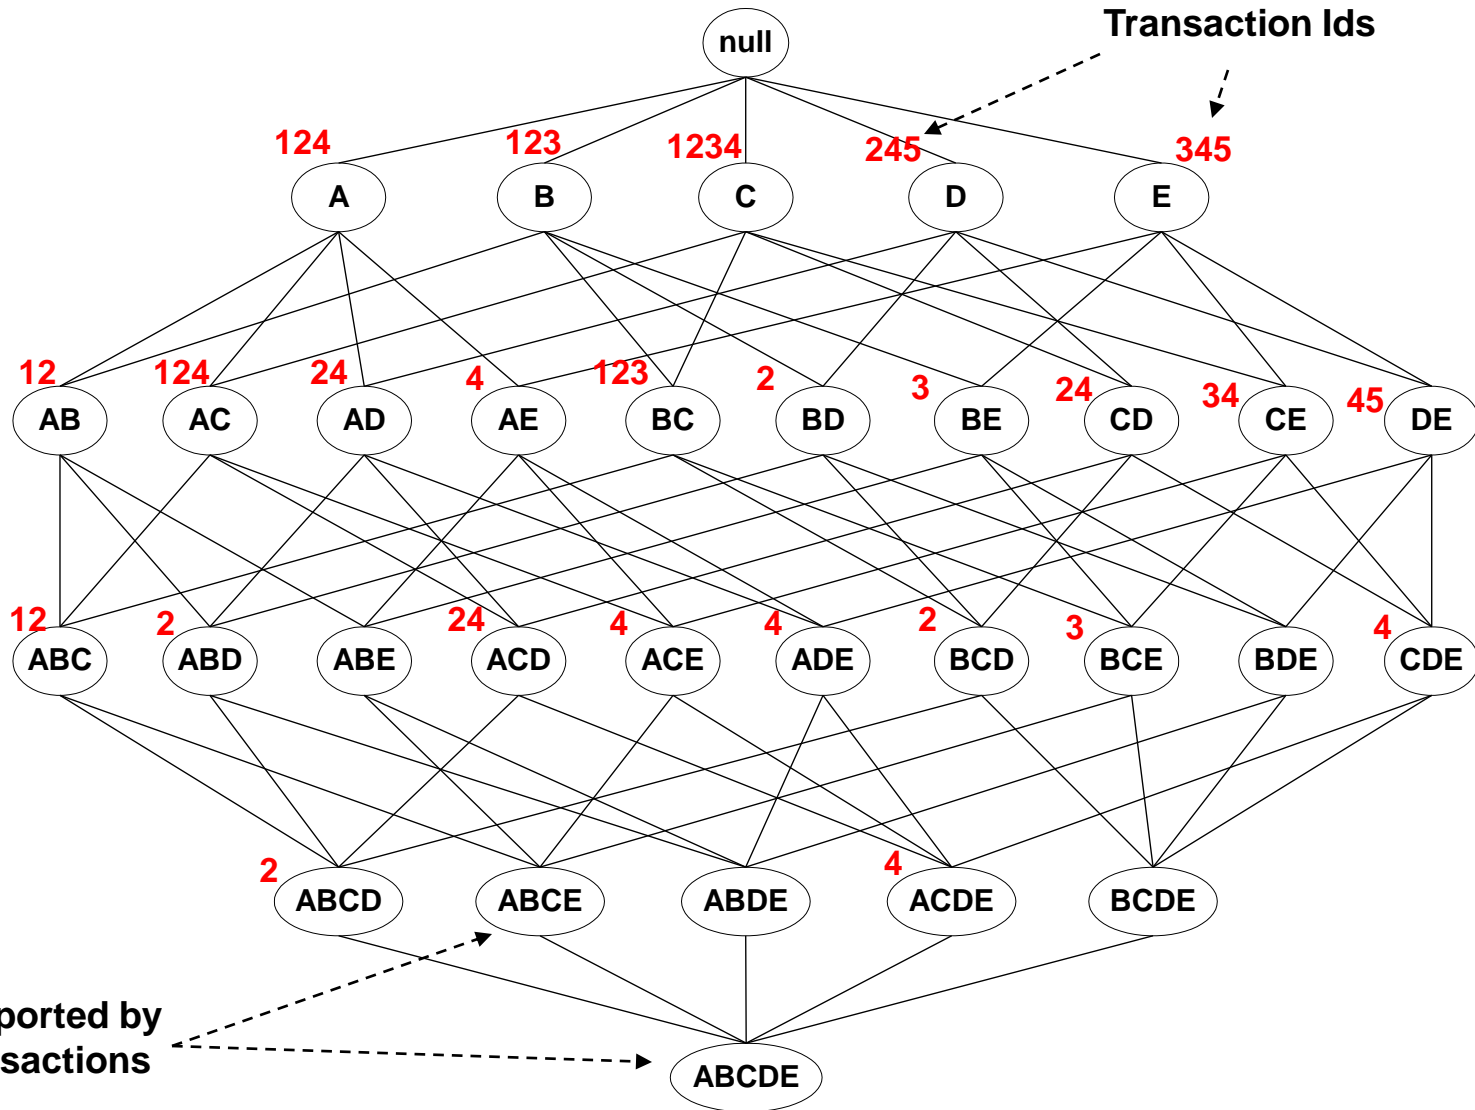 Transaction Ids
null
124 123 1234 245 345
A B C D E
12 124 24 4 123 2 3 24 34 45
AB AC AD AE BC BD BE CD CE DE
12 2 24 4 4 2 3 4
ABC ABD ABE ACD ACE ADE BCD BCE BDE CDE
2 4
ABCD ABCE ABDE ACDE BCDE
ported by
sactions
ABCDE